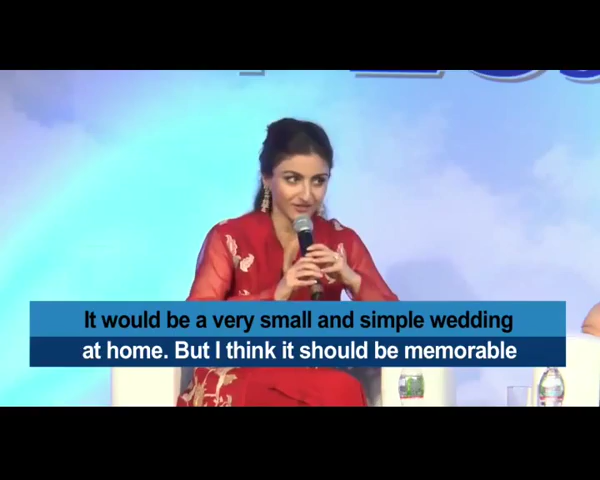 It would be a very small and simple wedding
at home. But I think it should be memorable